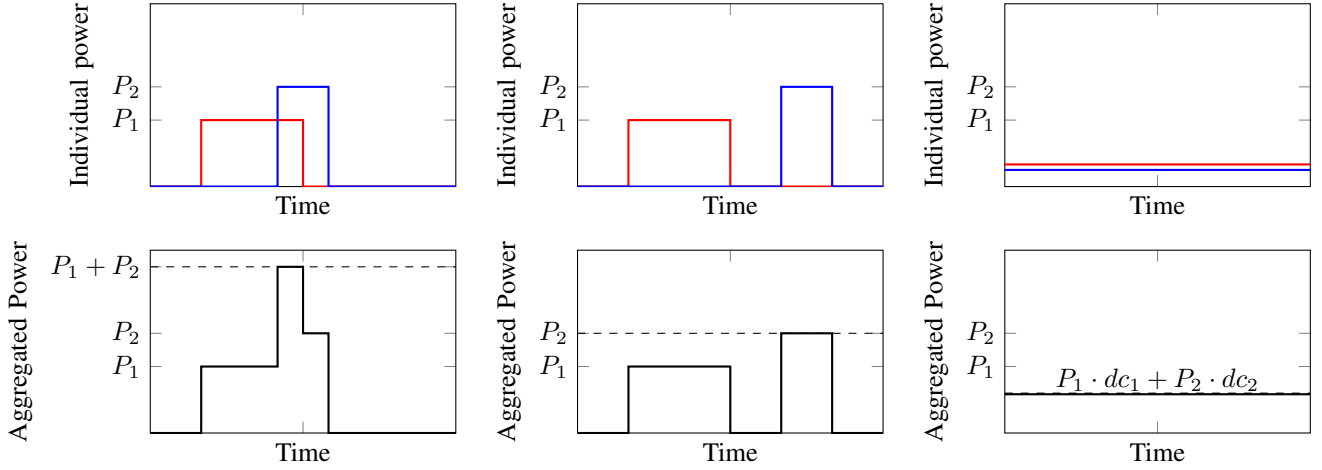 Individual power
P₂
P₁
Time
Individual power
P₂
P₁
Time
Individual power
P₂
P₁
Time
Aggregated Power
P₁ + P₂
P₂
P₁
Time
Aggregated Power
P₂
P₁
Time
Aggregated Power
P₂
P₁
P₁ · dc₁ + P₂ · dc₂
Time